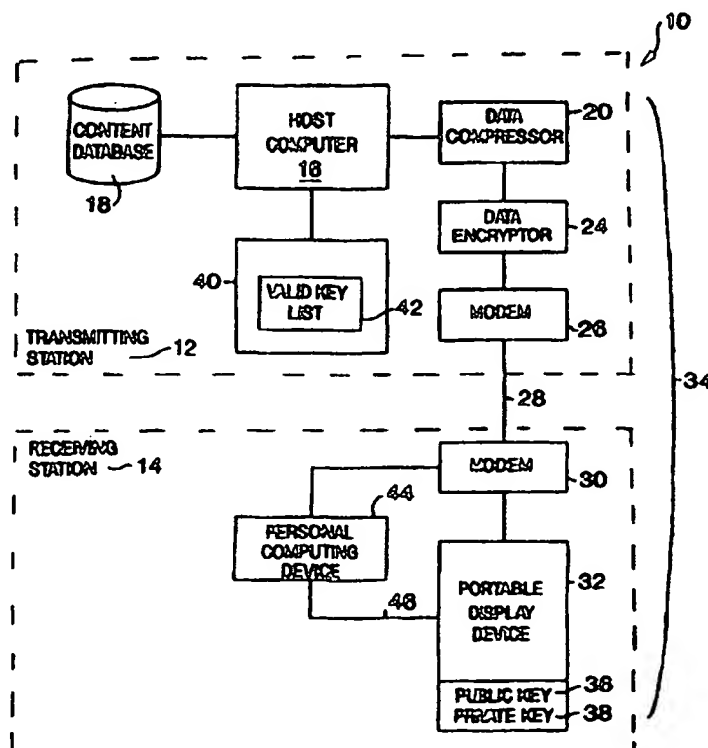 10
CONTENT
DATABASE
18
HOST
COMPUTER
16
DATA
COMPRESSOR
20
DATA
ENCRYPTOR
24
40
VALID KEY
LIST
42
MODEM
26
TRANSMITTING
STATION
12
28
34
RECEIVING
STATION
14
MODEM
30
44
PERSONAL
COMPUTING
DEVICE
46
PORTABLE
DISPLAY
DEVICE
32
PUBLIC KEY
36
PRIVATE KEY
38